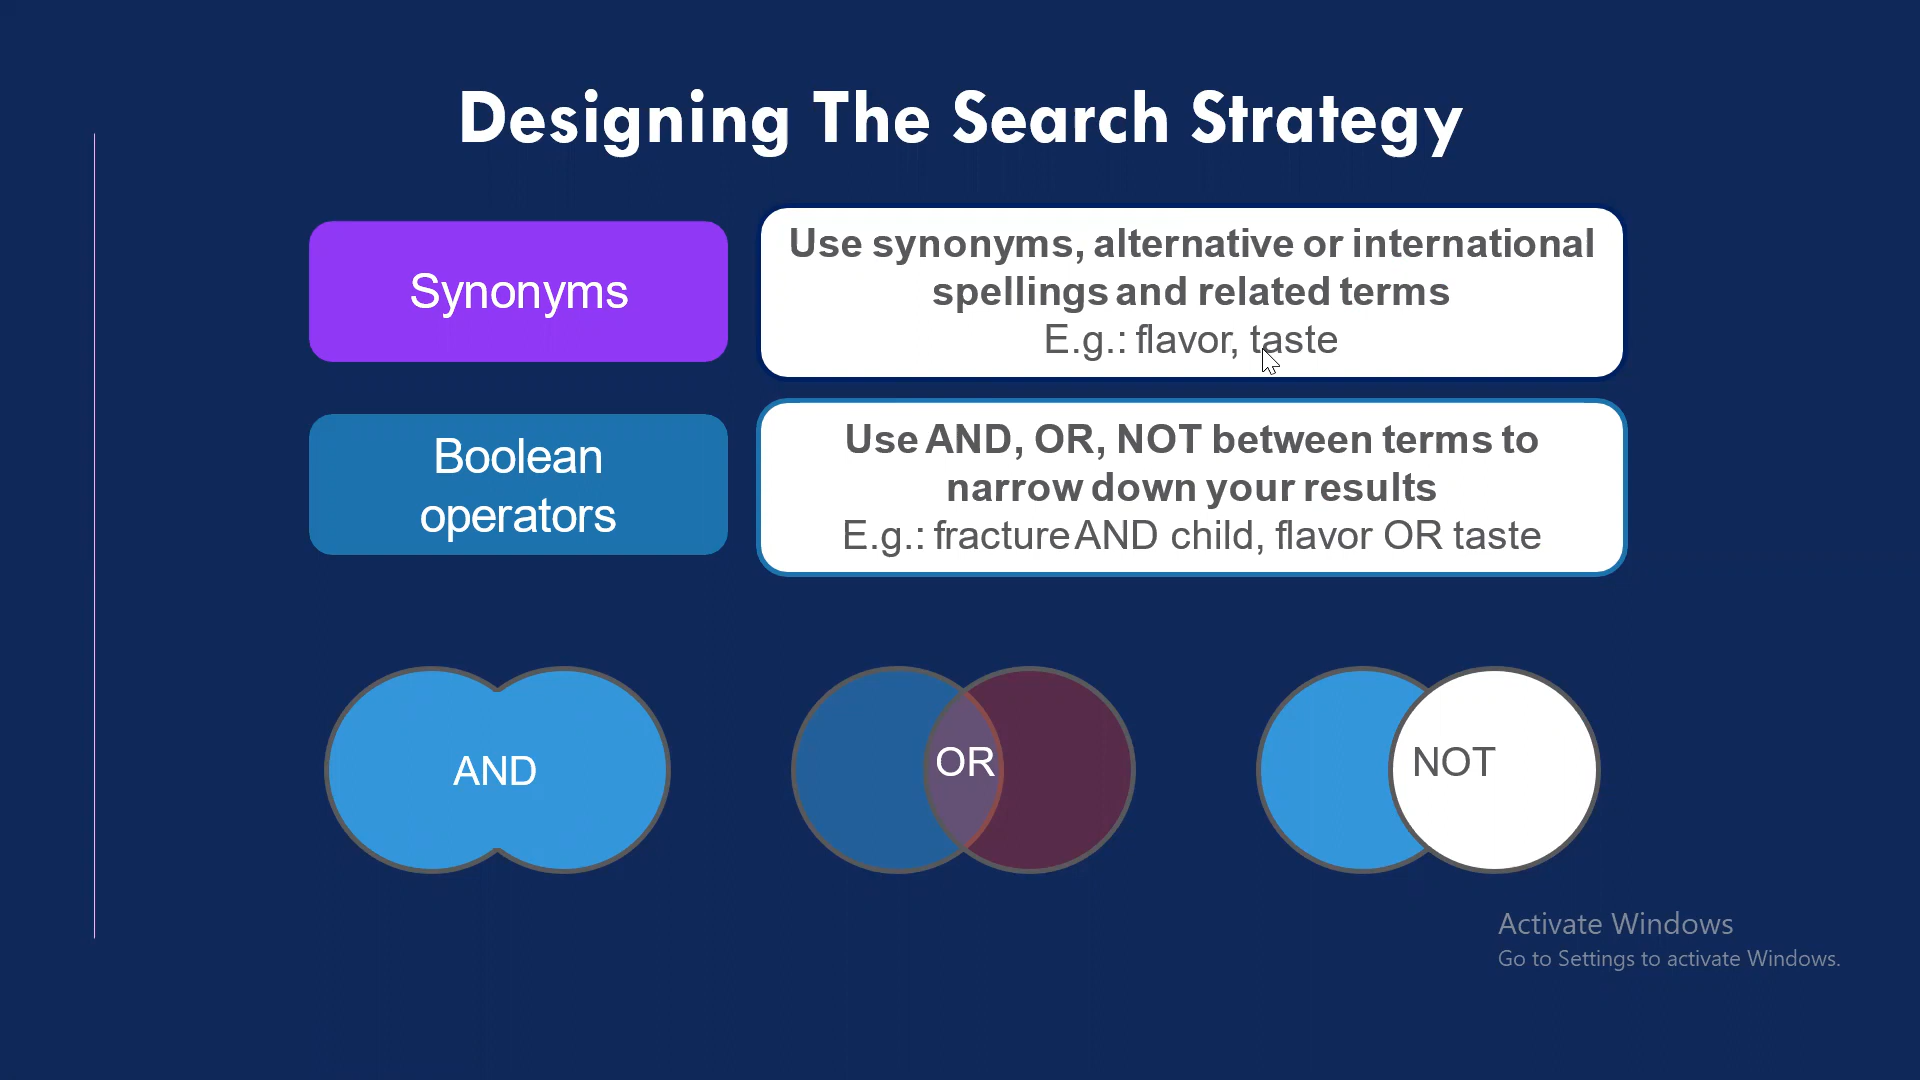 Designing The Search Strategy
Synonyms
Use synonyms, alternative or international
spellings and related terms
E.g.: flavor, taste
Boolean
operators
Use AND, OR, NOT between terms to
narrow down your results
E.g.: fracture AND child, flavor OR taste
AND
OR
NOT
Activate Windows
Go to Settings to activate Windows.